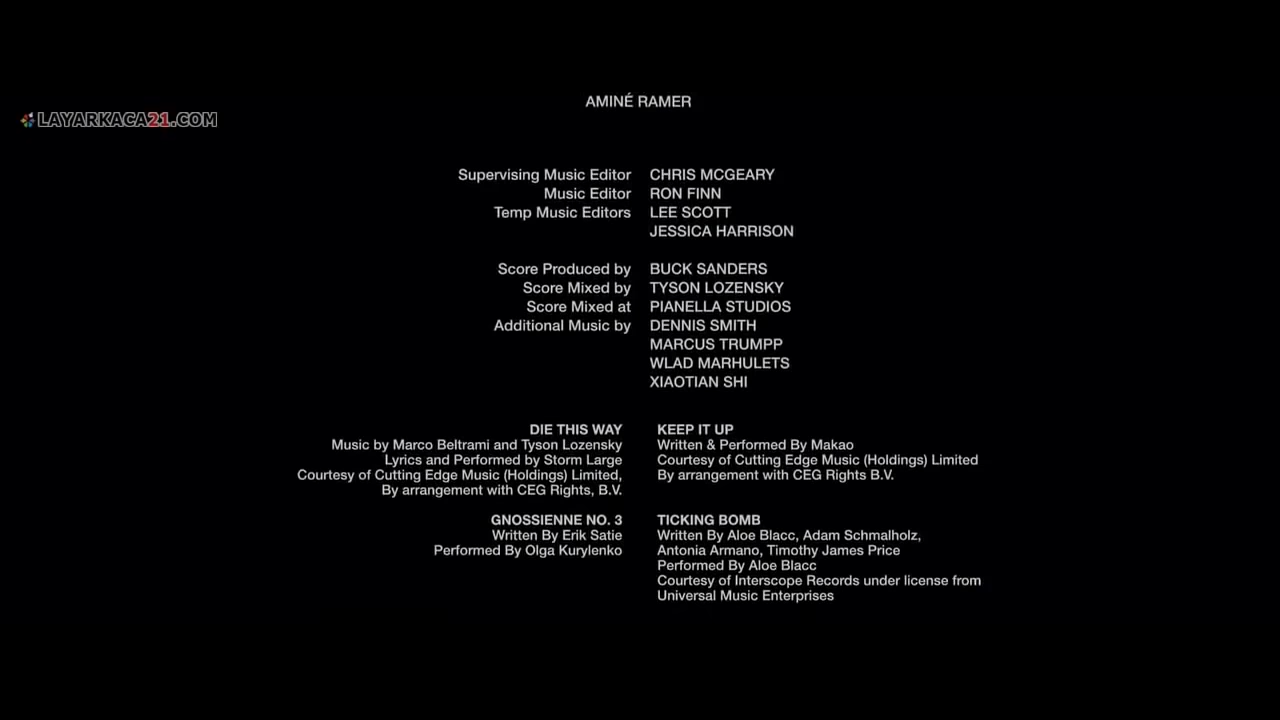 AMINÉ RAMER
LAYARKACA21.COM
Supervising Music Editor CHRIS MCGEARY
Music Editor RON FINN
Temp Music Editors LEE SCOTT
JESSICA HARRISON
Score Produced by BUCK SANDERS
Score Mixed by TYSON LOZENSKY
Score Mixed at PIANELLA STUDIOS
Additional Music by DENNIS SMITH
MARCUS TRUMPP
WLAD MARHULETS
XIAOTIAN SHI
DIE THIS WAY
Music by Marco Beltrami and Tyson Lozensky
Lyrics and Performed by Storm Large
Courtesy of Cutting Edge Music (Holdings) Limited,
By arrangement with CEG Rights, B.V.
KEEP IT UP
Written & Performed By Makao
Courtesy of Cutting Edge Music (Holdings) Limited
By arrangement with CEG Rights B.V.
GNOSSIENNE NO. 3
Written By Erik Satie
Performed By Olga Kurylenko
TICKING BOMB
Written By Aloe Blacc, Adam Schmalholz,
Antonia Armano, Timothy James Price
Performed By Aloe Blacc
Courtesy of Interscope Records under license from
Universal Music Enterprises